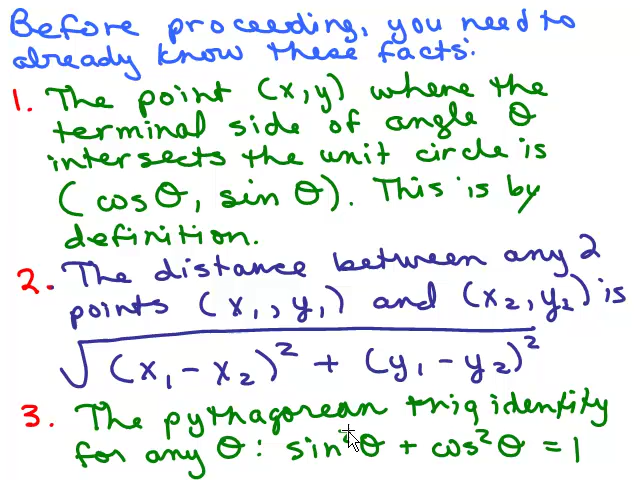 Before proceeding, you need to
already know these facts:
1. The point (x,y) where the
terminal side of angle θ
intersects the unit circle is
(cosθ, sin θ). This is by
definition.
2. The distance between any 2
points (x₁, y₁) and (x₂, y₂) is
√((x₁ - x₂)² + (y₁ - y₂)²)
3. The pythagorean trig identity
for any θ: sin²θ + cos²θ = 1